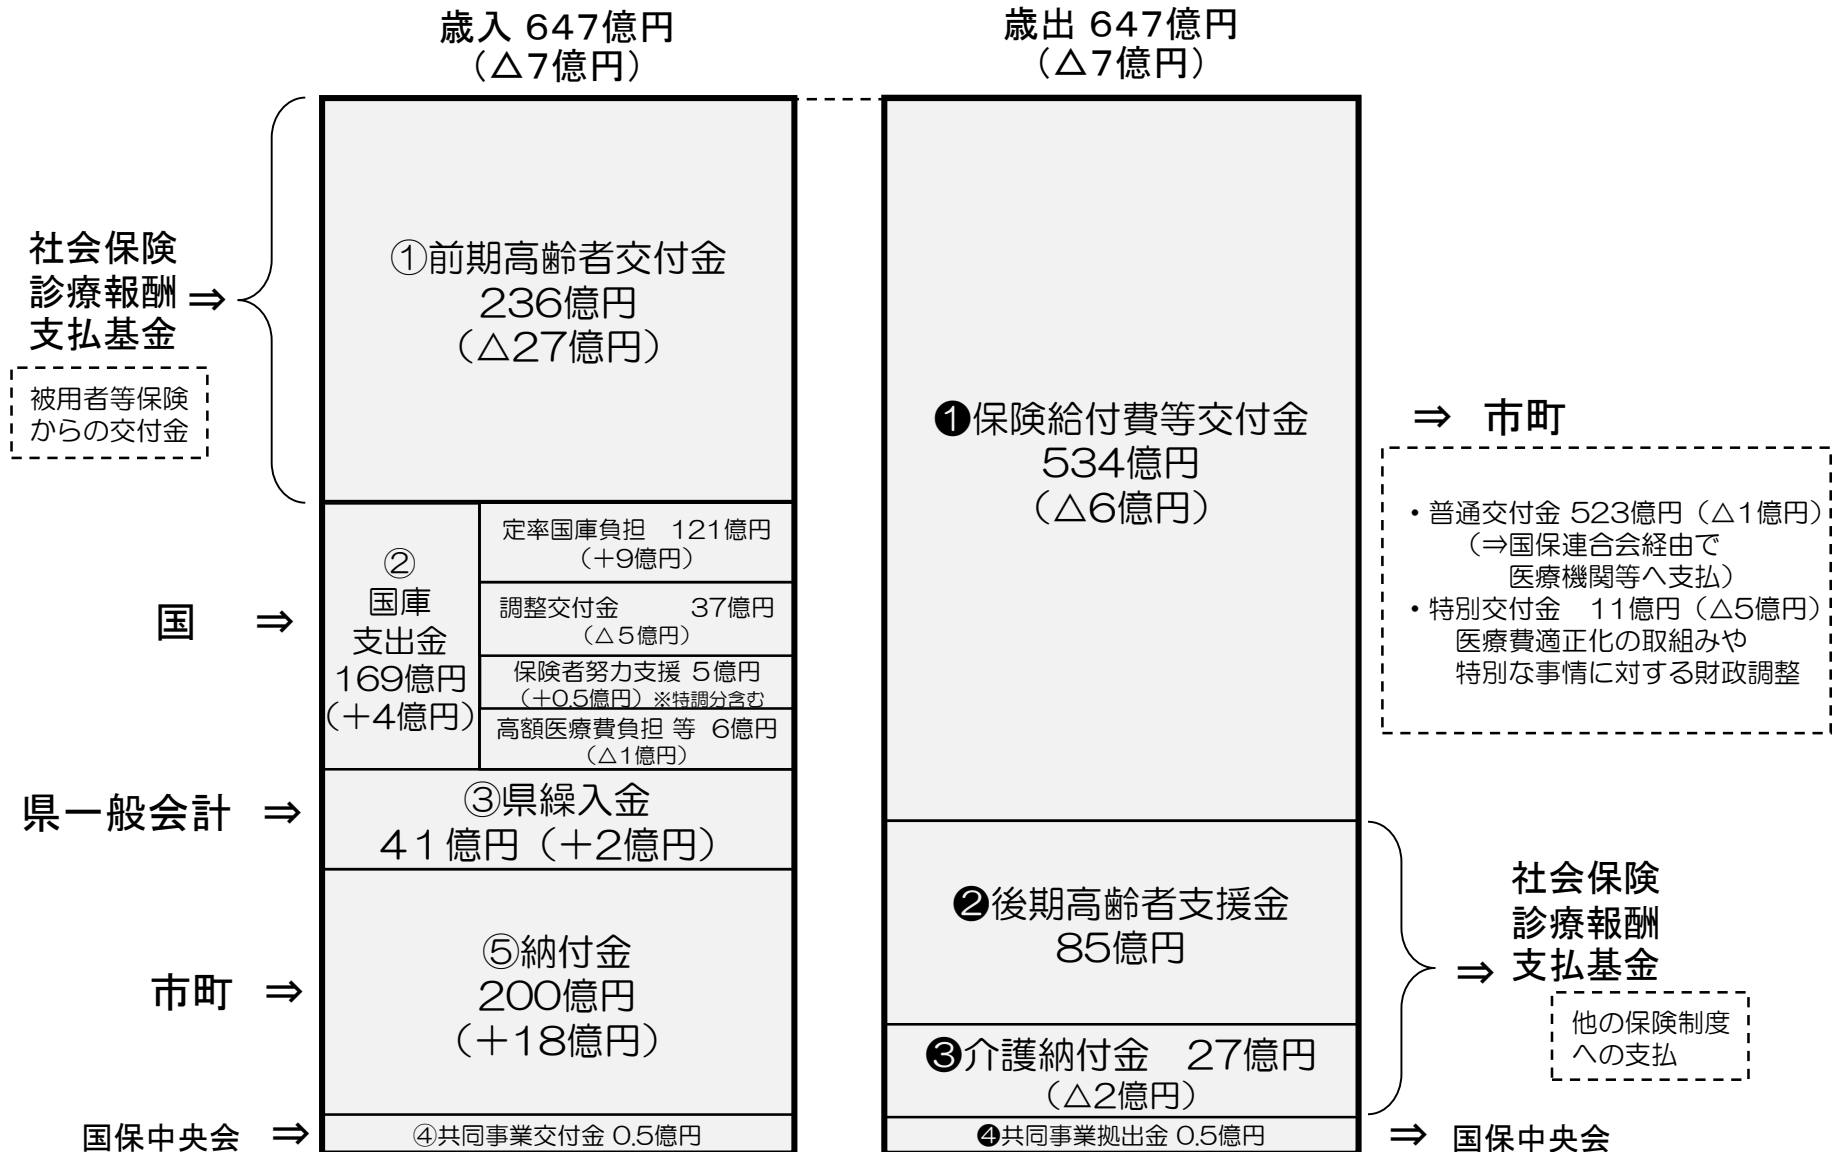 歳入 647億円
（△7億円）
歳出 647億円
（△7億円）
社会保険
診療報酬
支払基金
⇒
被用者等保険
からの交付金
①前期高齢者交付金
236億円
（△27億円）
国 ⇒
②
国庫
支出金
169億円
（＋4億円）
定率国庫負担 121億円
（＋9億円）
調整交付金 37億円
（△５億円）
保険者努力支援 ５億円
（＋0.5億円）※特調分含む
高額医療費負担 等 6億円
（△１億円）
県一般会計 ⇒
③県繰入金
４１億円（＋2億円）
市町 ⇒
⑤納付金
200億円
（＋18億円）
国保中央会 ⇒
④共同事業交付金 0.5億円
❶保険給付費等交付金
534億円
（△6億円）
⇒ 市町
・普通交付金 523億円（△1億円）
（⇒国保連合会経由で
医療機関等へ支払）
・特別交付金 11億円（△5億円）
医療費適正化の取組みや
特別な事情に対する財政調整
❷後期高齢者支援金
85億円
❸介護納付金 27億円
（△2億円）
⇒
社会保険
診療報酬
支払基金
他の保険制度
への支払
❹共同事業拠出金 0.5億円
⇒ 国保中央会